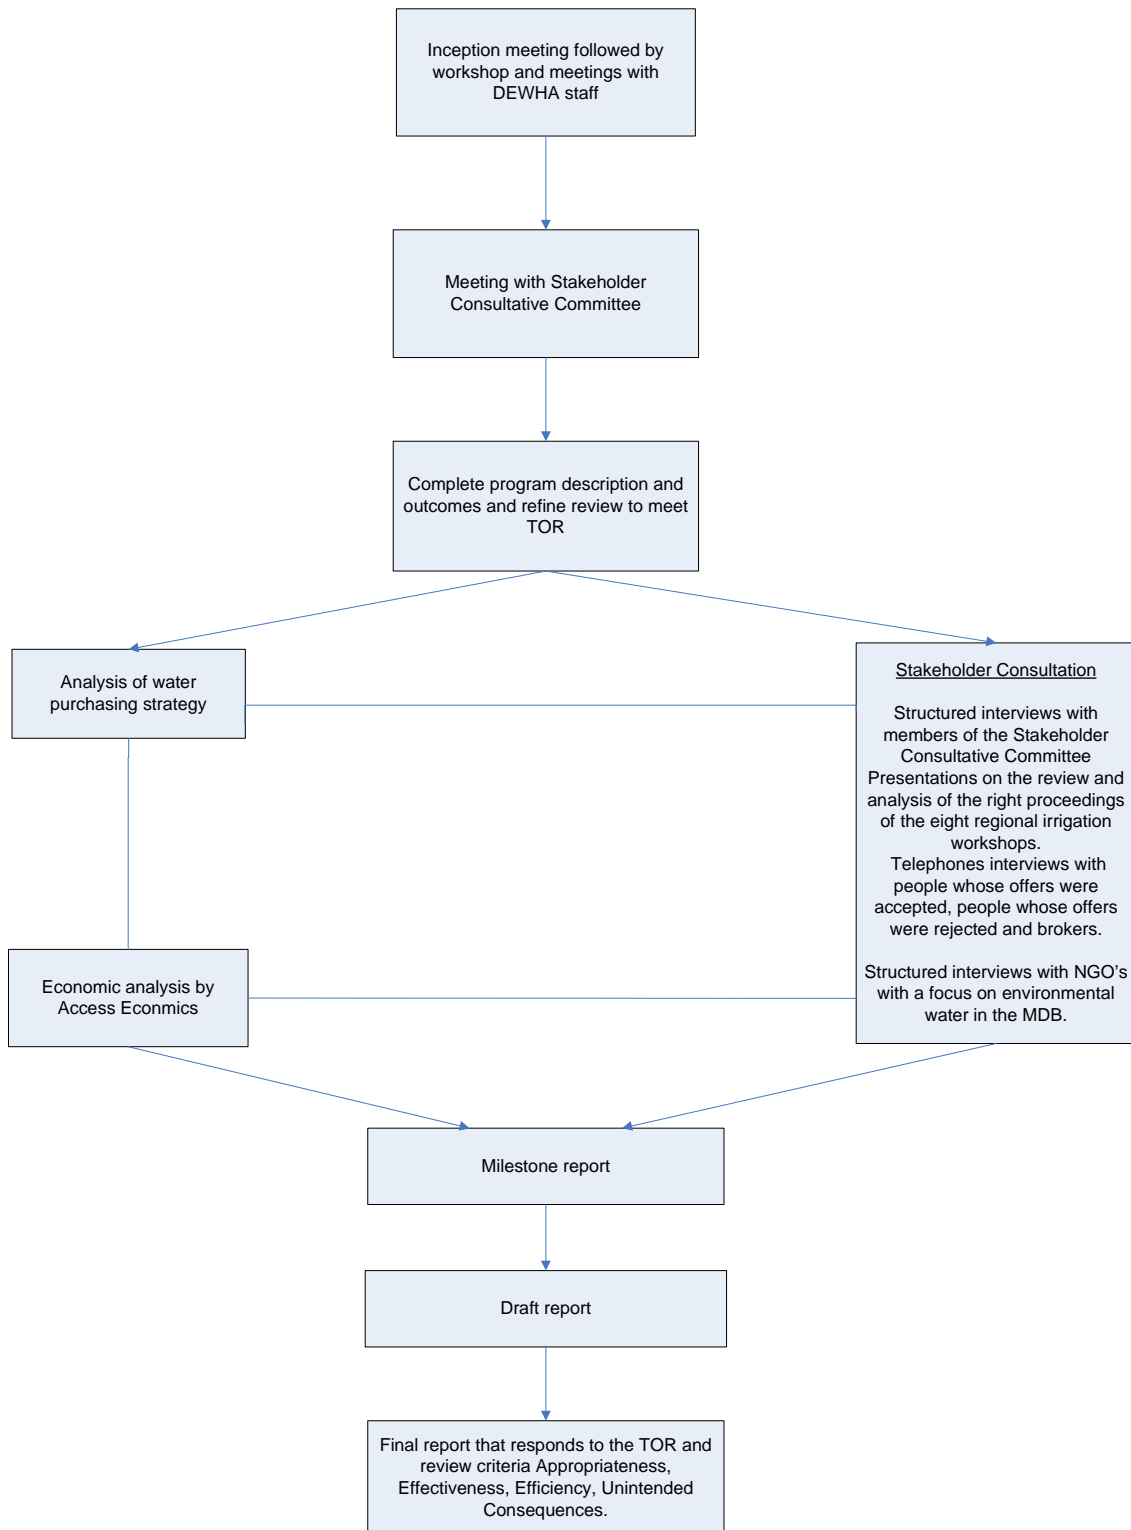 Inception meeting followed by
workshop and meetings with
DEWHA staff
Meeting with Stakeholder
Consultative Committee
Complete program description and
outcomes and refine review to meet
TOR
Analysis of water
purchasing strategy
Stakeholder Consultation
Structured interviews with
members of the Stakeholder
Consultative Committee
Presentations on the review and
analysis of the right proceedings
of the eight regional irrigation
workshops.
Telephones interviews with
people whose offers were
accepted, people whose offers
were rejected and brokers.
Structured interviews with NGO’s
with a focus on environmental
water in the MDB.
Economic analysis by
Access Econmics
Milestone report
Draft report
Final report that responds to the TOR and
review criteria Appropriateness,
Effectiveness, Efficiency, Unintended
Consequences.